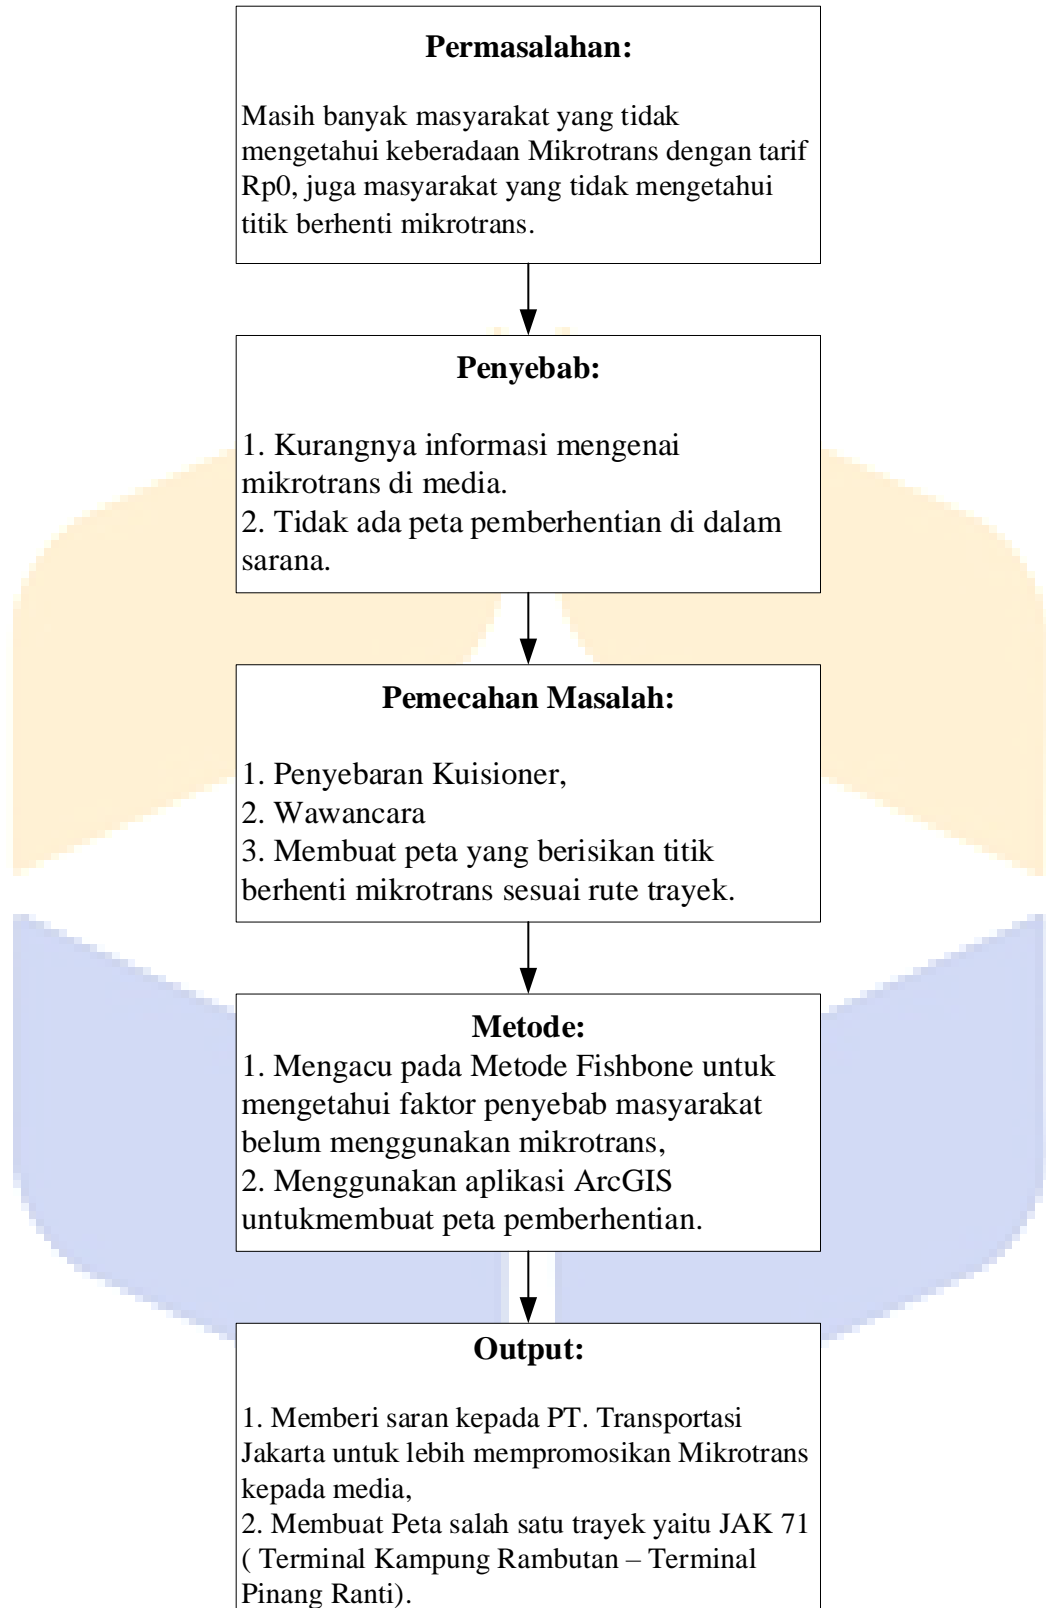 Permasalahan:
Masih banyak masyarakat yang tidak
mengetahui keberadaan Mikrotrans dengan tarif
Rp0, juga masyarakat yang tidak mengetahui
titik berhenti mikrotrans.
Penyebab:
1. Kurangnya informasi mengenai
mikrotrans di media.
2. Tidak ada peta pemberhentian di dalam
sarana.
Pemecahan Masalah:
1. Penyebaran Kuisioner,
2. Wawancara
3. Membuat peta yang berisikan titik
berhenti mikrotrans sesuai rute trayek.
Metode:
1. Mengacu pada Metode Fishbone untuk
mengetahui faktor penyebab masyarakat
belum menggunakan mikrotrans,
2. Menggunakan aplikasi ArcGIS
untukmembuat peta pemberhentian.
Output:
1. Memberi saran kepada PT. Transportasi
Jakarta untuk lebih mempromosikan Mikrotrans
kepada media,
2. Membuat Peta salah satu trayek yaitu JAK 71
( Terminal Kampung Rambutan – Terminal
Pinang Ranti).